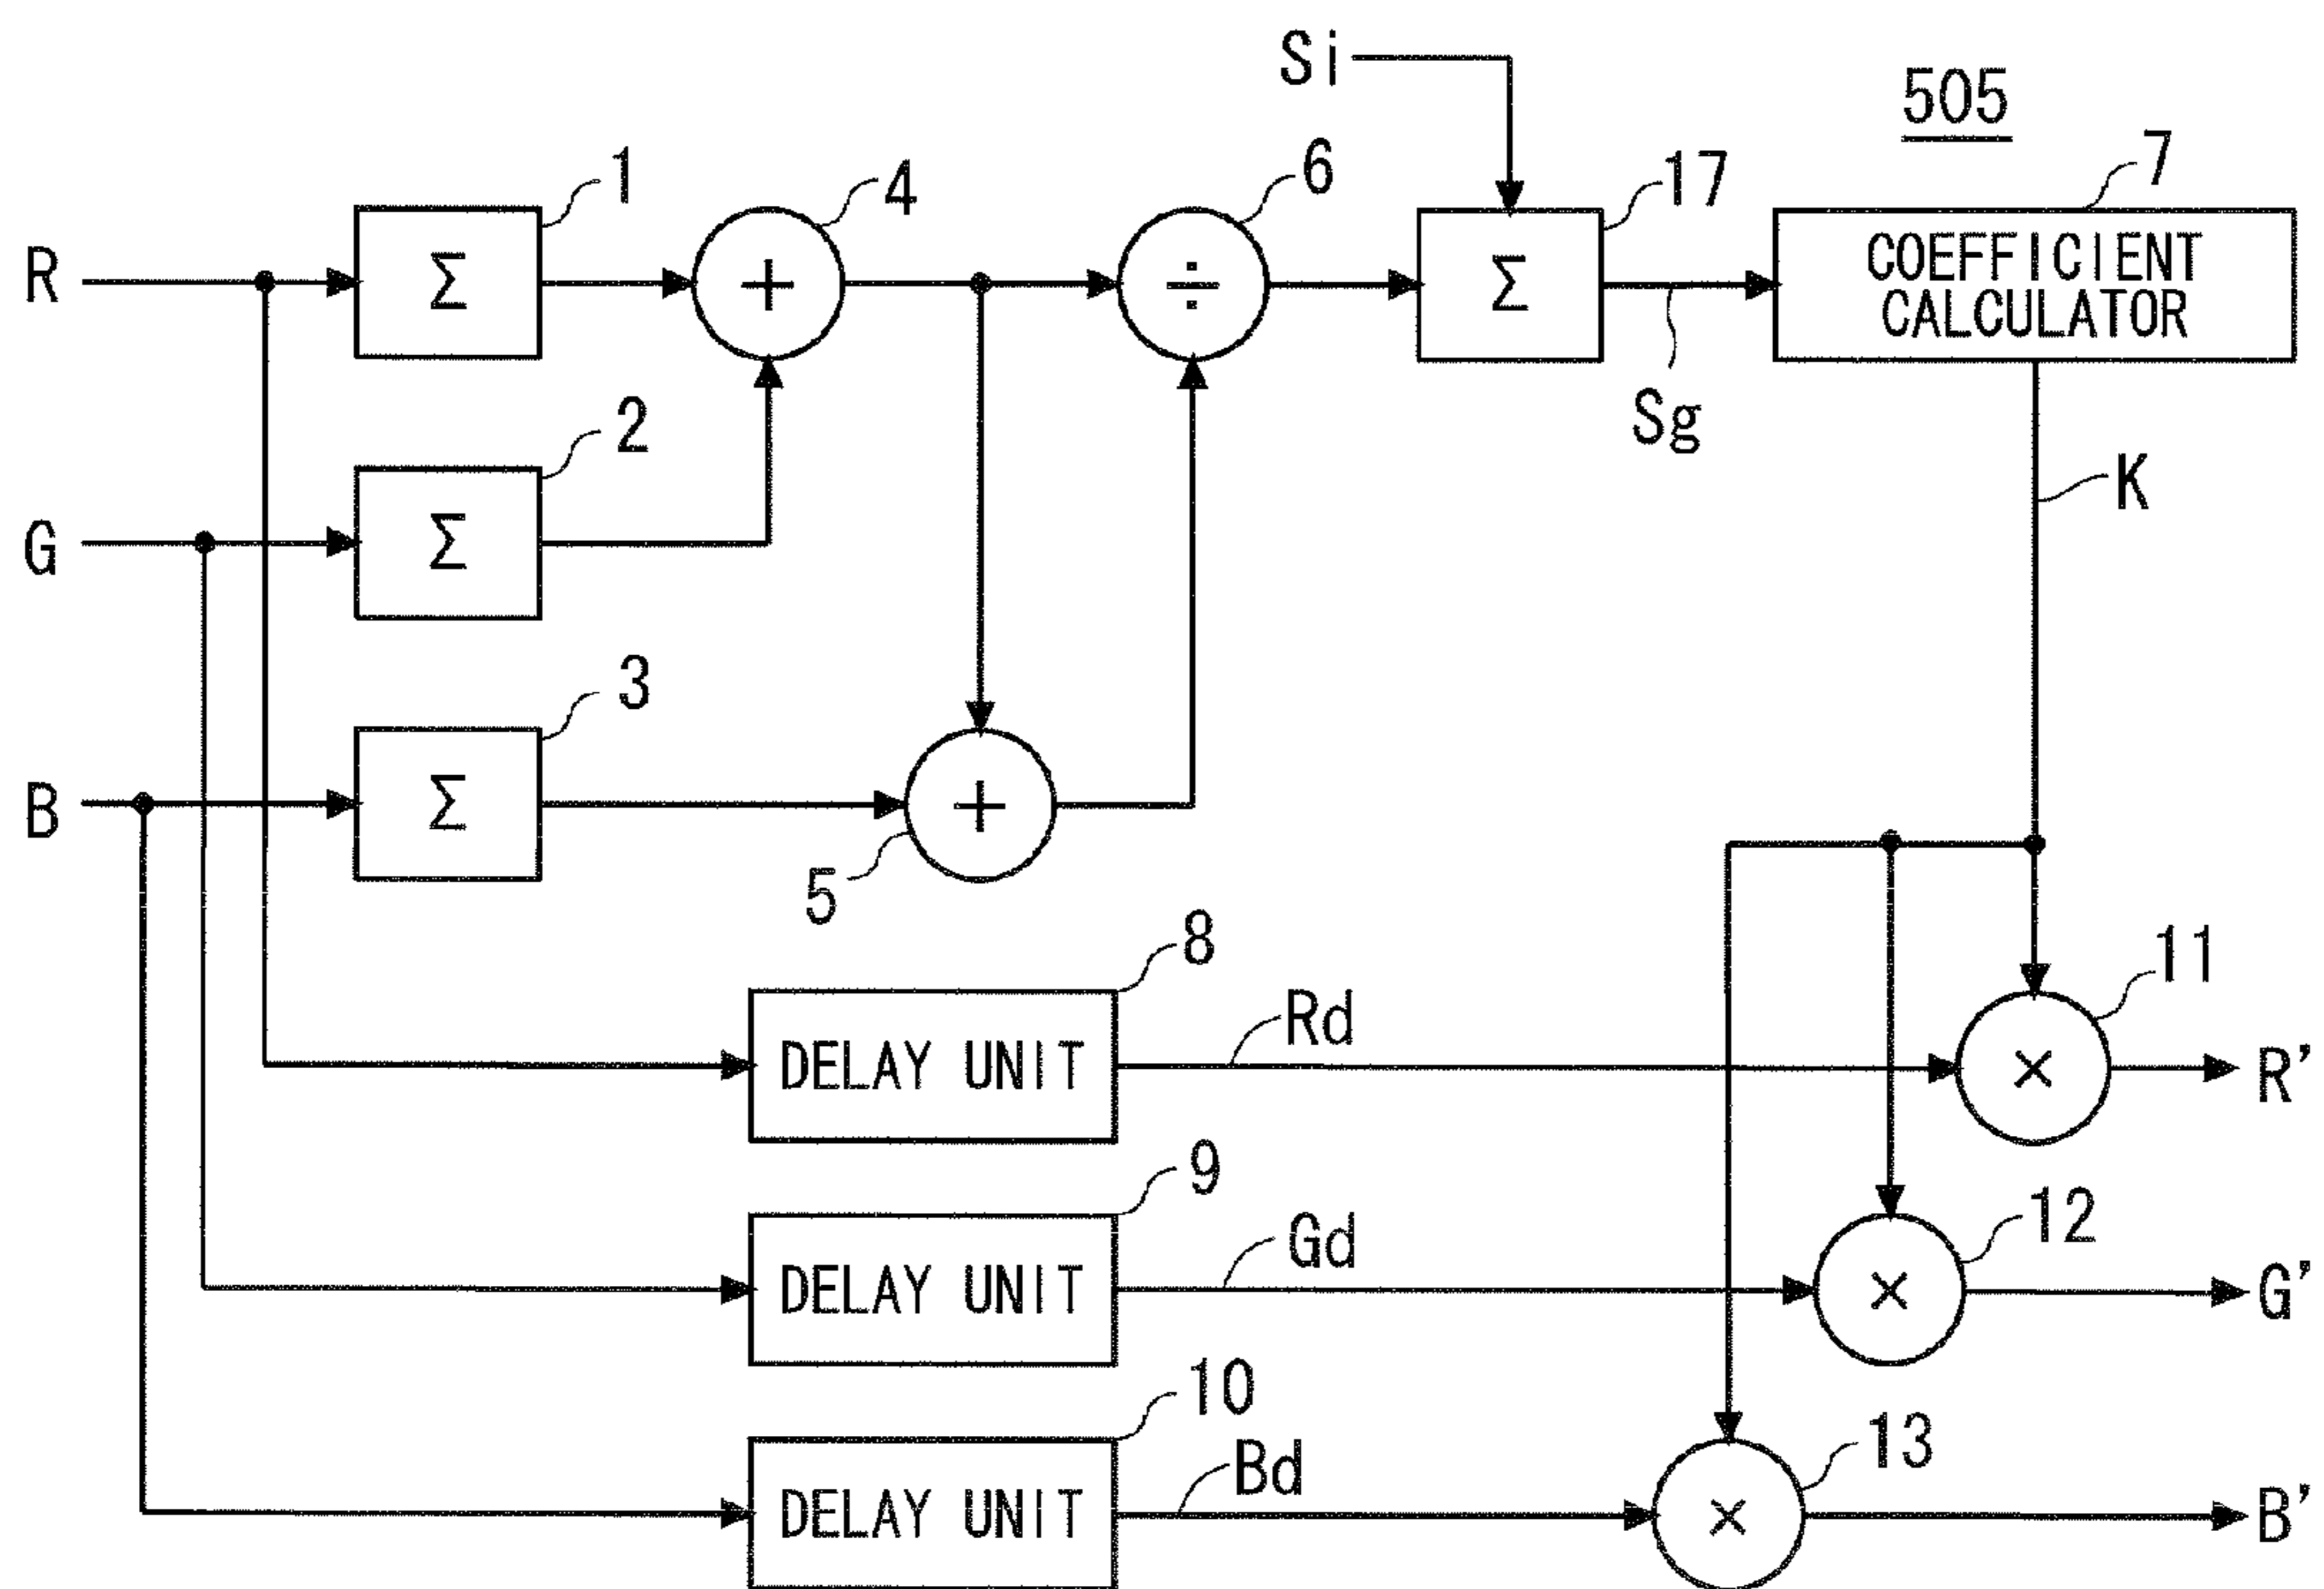 Si
505
1
4
6
17
7
R
Σ
+
÷
Σ
COEFFICIENT
CALCULATOR
Sg
2
K
G
Σ
3
B
Σ
+
5
8
11
Rd
DELAY UNIT
×
R'
9
12
Gd
DELAY UNIT
×
G'
10
13
Bd
DELAY UNIT
×
B'